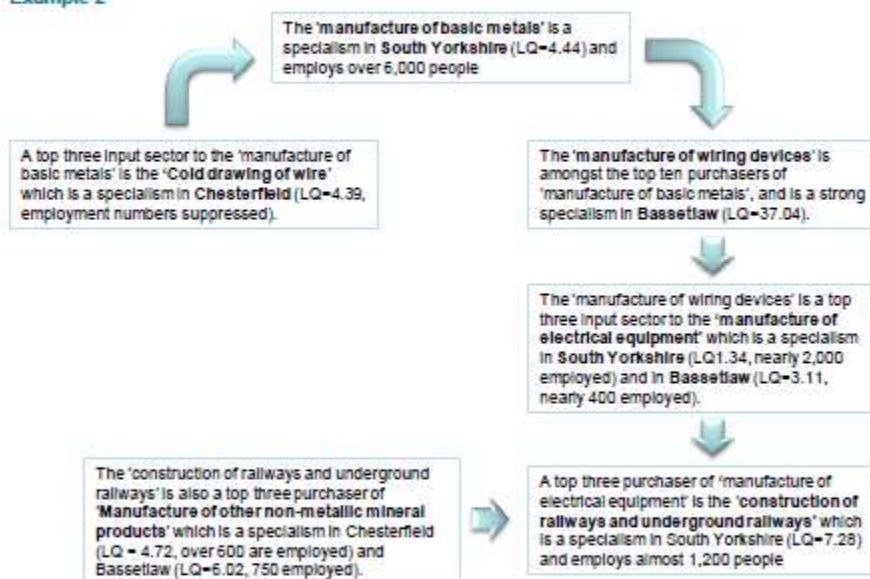 Example 2
The 'manufacture of basic metals' is a
specialism in South Yorkshire (LQ=4.44) and
employs over 6,000 people
A top three input sector to the 'manufacture of
basic metals' is the 'Cold drawing of wire'
which is a specialism in Chesterfield (LQ=4.39,
employment numbers suppressed).
The 'manufacture of wiring devices' is
amongst the top ten purchasers of
'manufacture of basic metals', and is a strong
specialism in Bassetlaw (LQ=37.04).
The 'manufacture of wiring devices' is a top
three input sector to the 'manufacture of
electrical equipment' which is a specialism
in South Yorkshire (LQ1.34, nearly 2,000
employed) and in Bassetlaw (LQ=3.11,
nearly 400 employed).
The 'construction of railways and underground
railways' is also a top three purchaser of
'Manufacture of other non-metallic mineral
products' which is a specialism in Chesterfield
(LQ = 4.72, over 600 are employed) and
Bassetlaw (LQ=6.02, 750 employed).
A top three purchaser of 'manufacture of
electrical equipment' is the 'construction of
railways and underground railways' which
is a specialism in South Yorkshire (LQ=7.28)
and employs almost 1,200 people